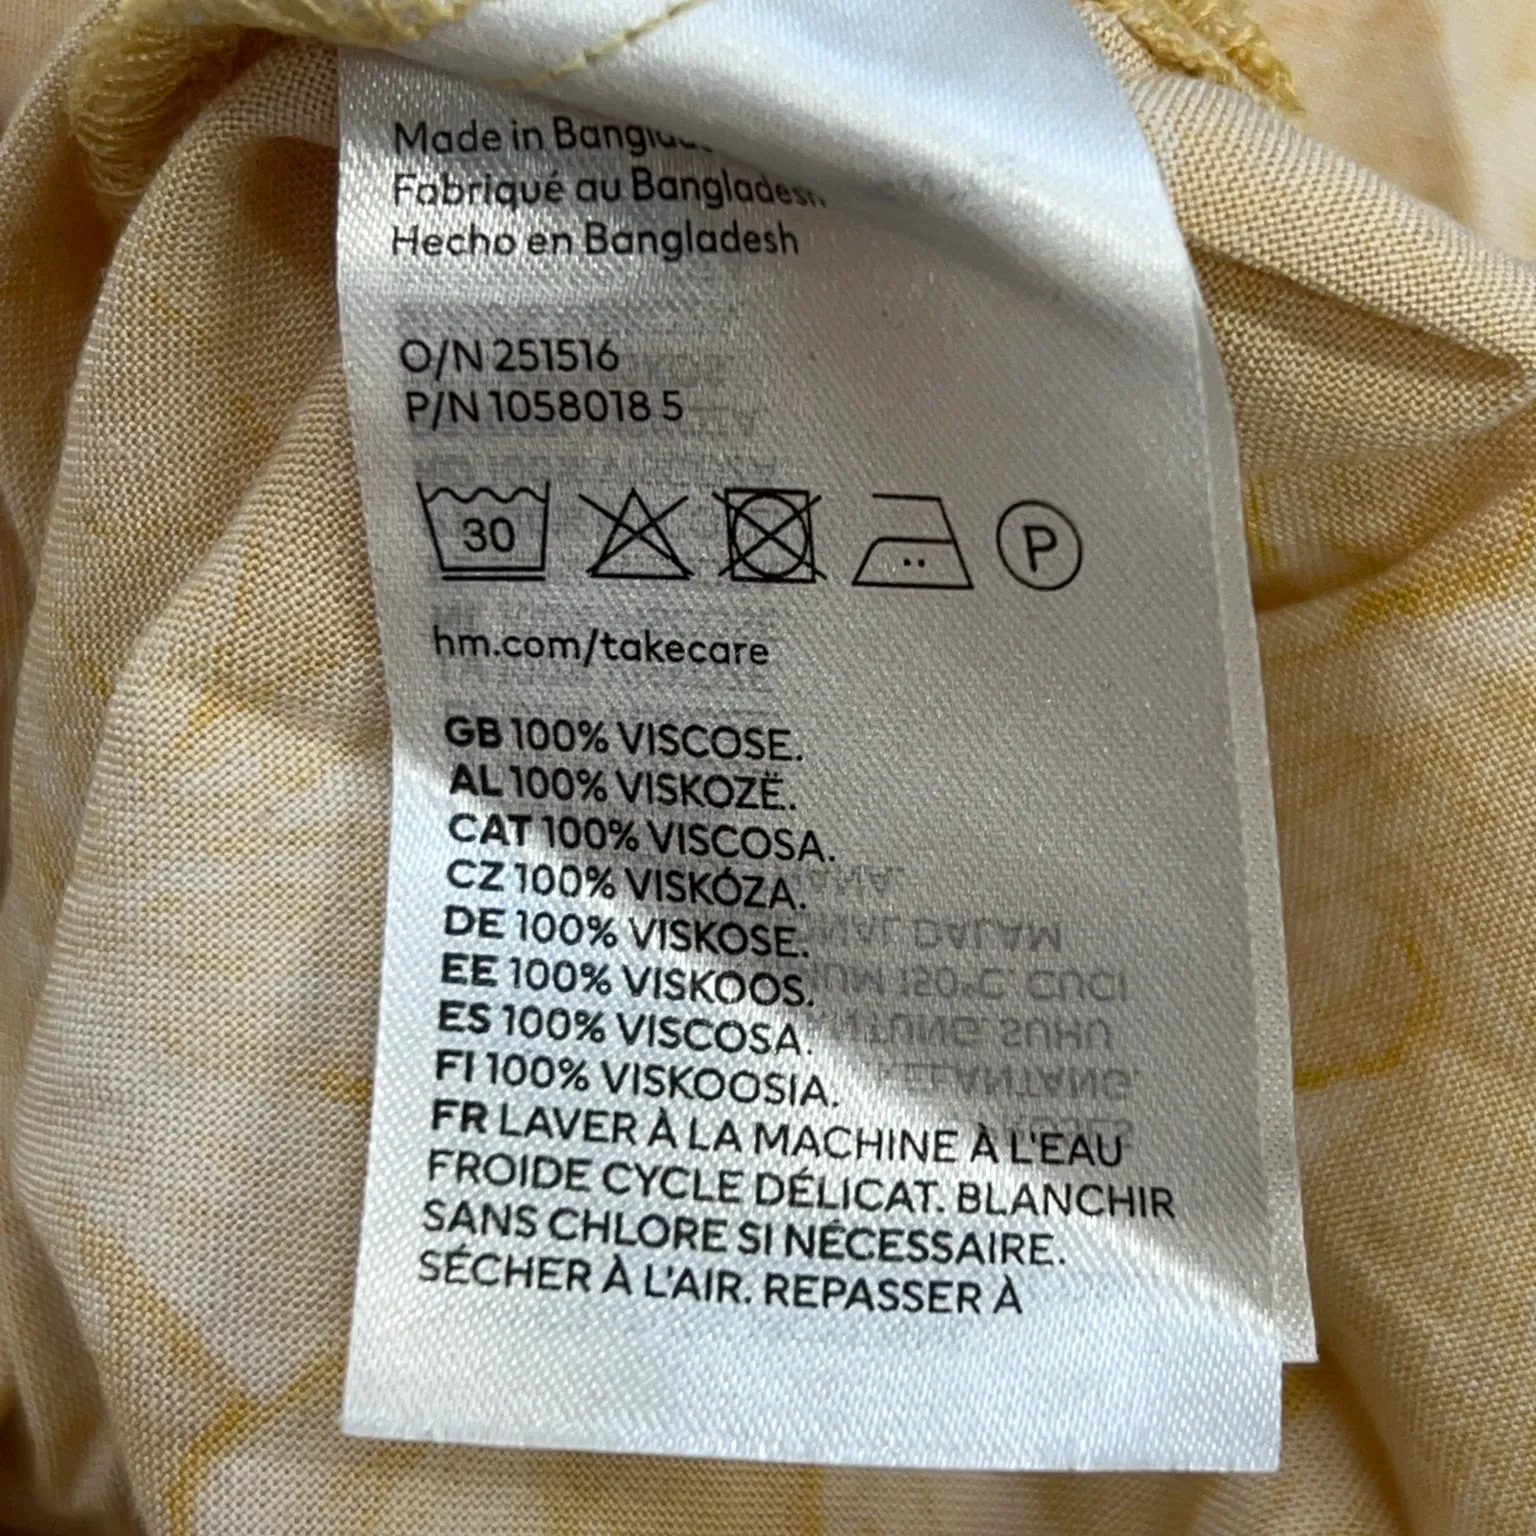 Made in
Fabriqué au Bangladesh
Hecho en Bangladesh
O/N 251516
P/N 1058018 5
30
P
hm.com/takecare
GB 100% VISCOSE.
AL 100% VISKOZË.
CAT 100% VISCOSA.
CZ 100% VISKÓZA.
DE 100% VISKOSE.
EE 100% VISKOOS.
ES 100% VISCOSA.
FI 100% VISKOOSIA.
FR LAVER À LA MACHINE À L'EAU
FROIDE CYCLE DÉLICAT. BLANCHIR
SANS CHLORE SI NÉCESSAIRE.
SÉCHER À L'AIR. REPASSER À